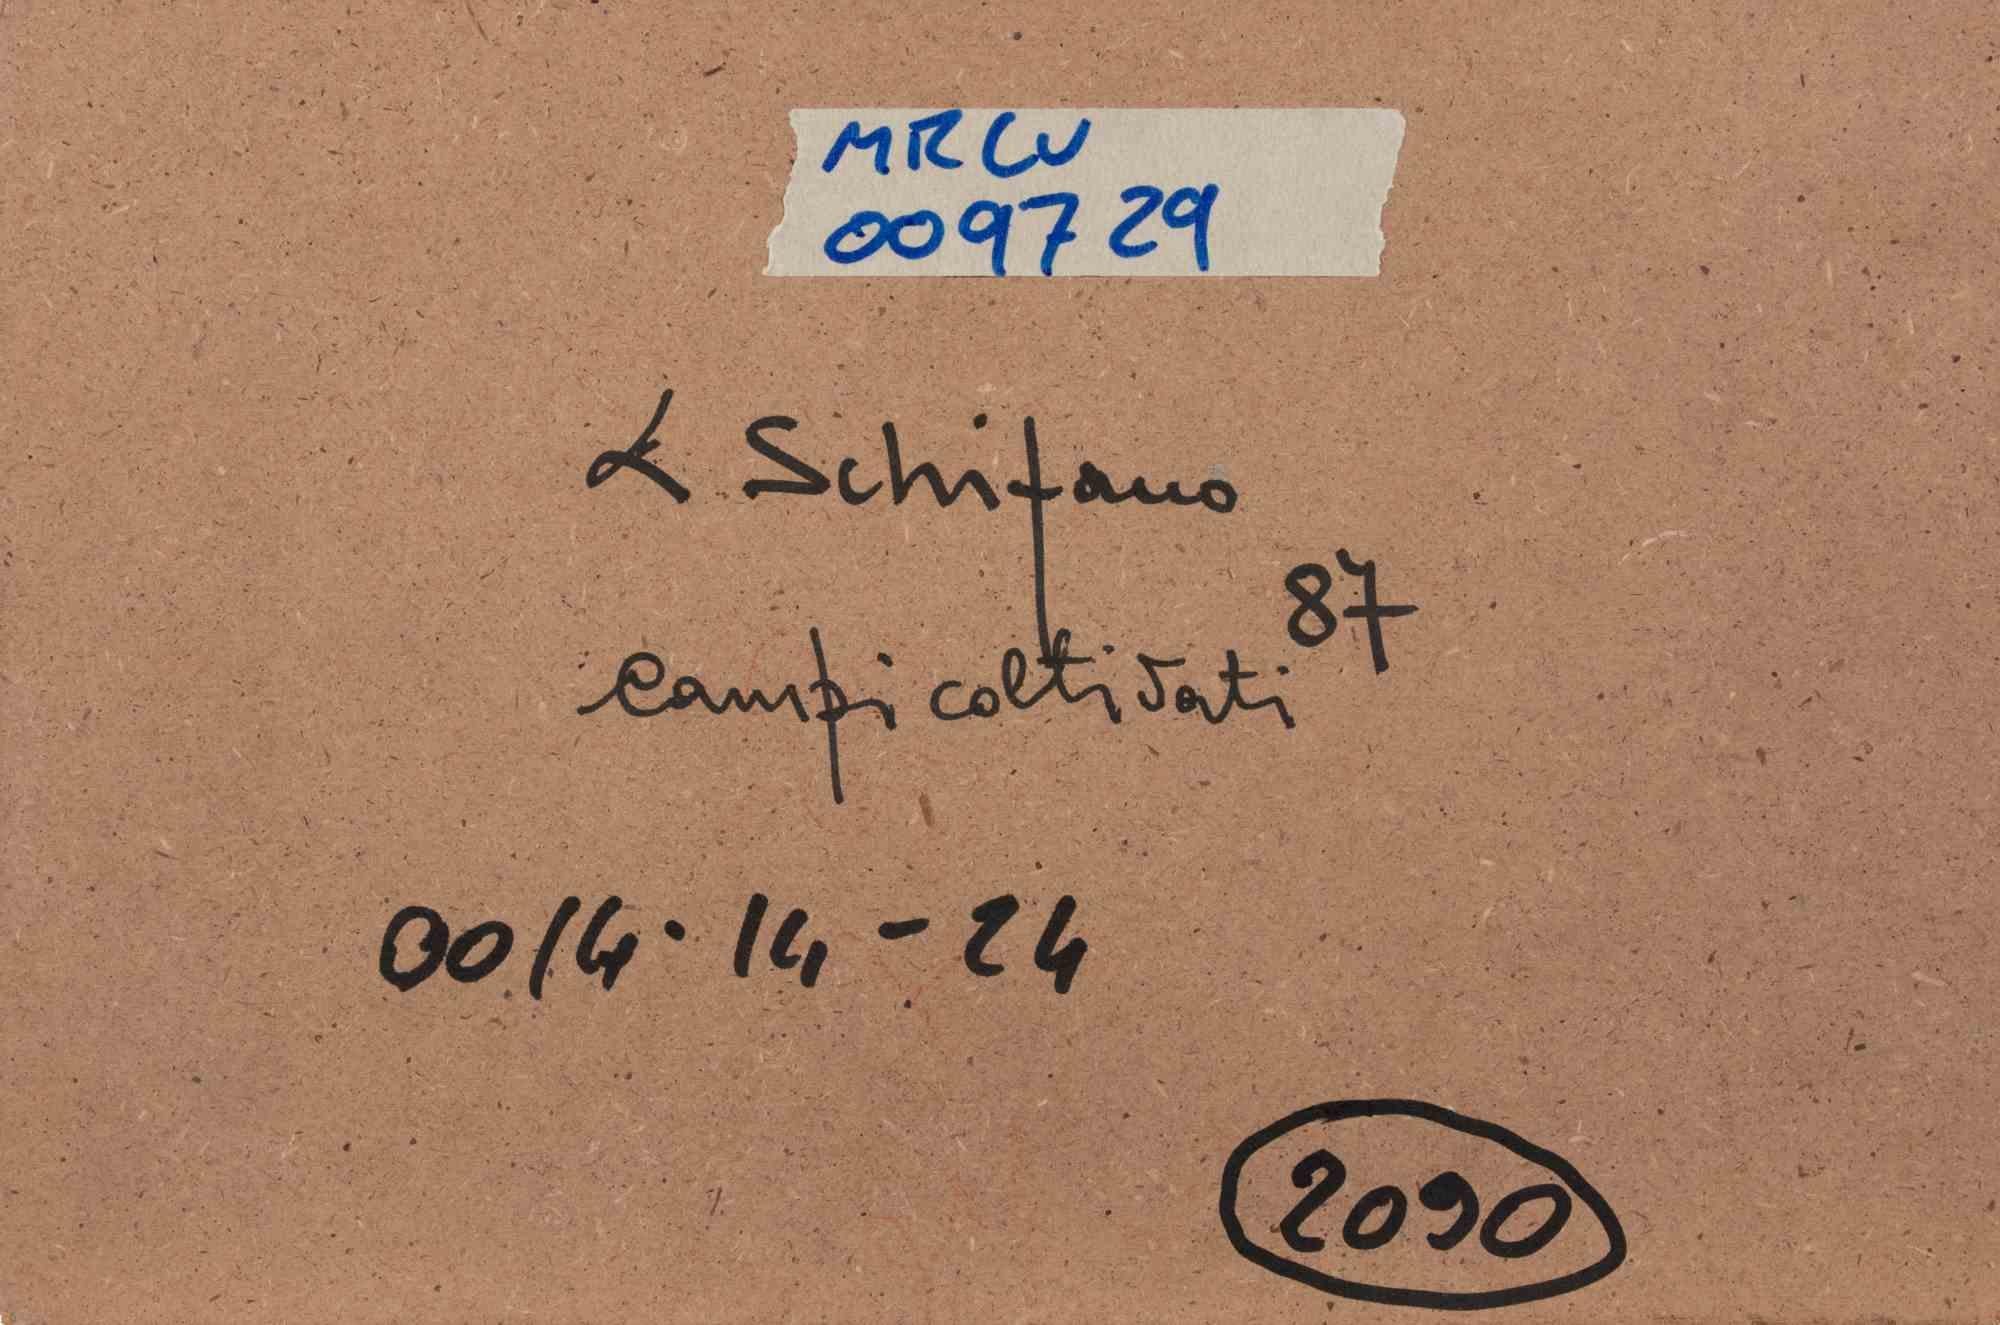 MRCU
009729
L. Schifano
87
campi coltivati
0014·14-24
2090